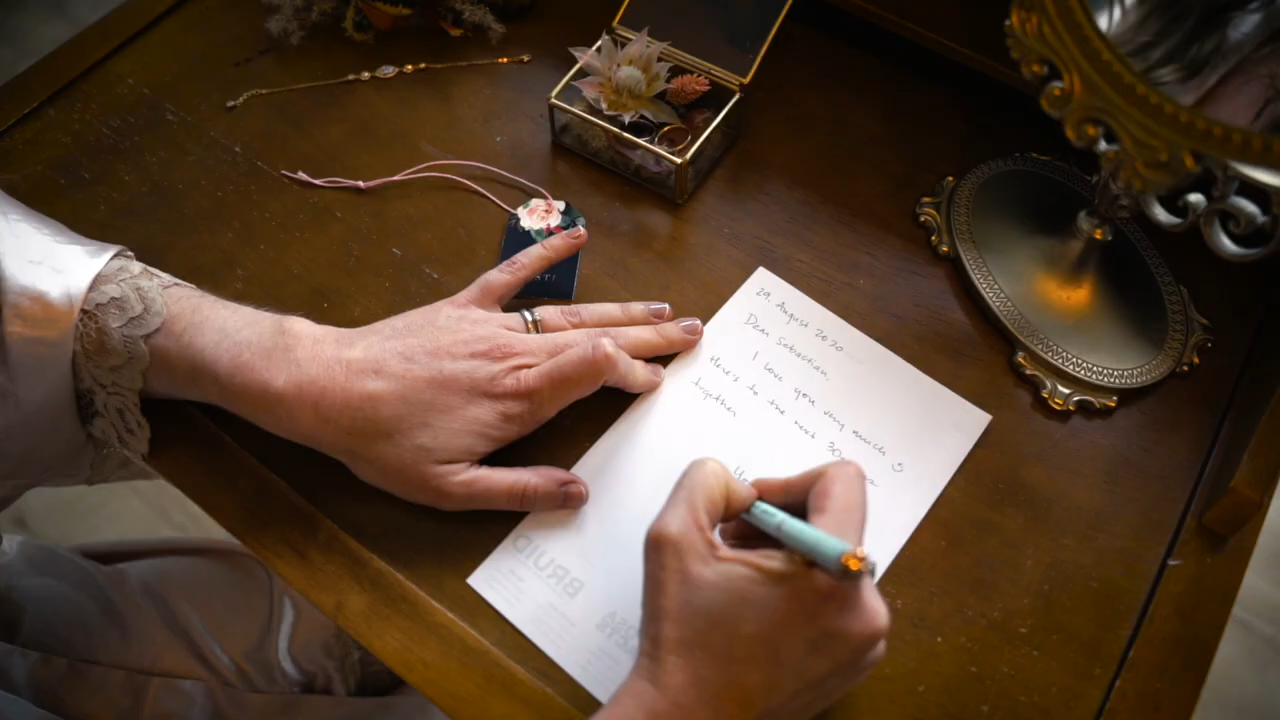 29. August 2020
Dear Sebastian,
I love you very much
Here's to the next 30
together
BRUID